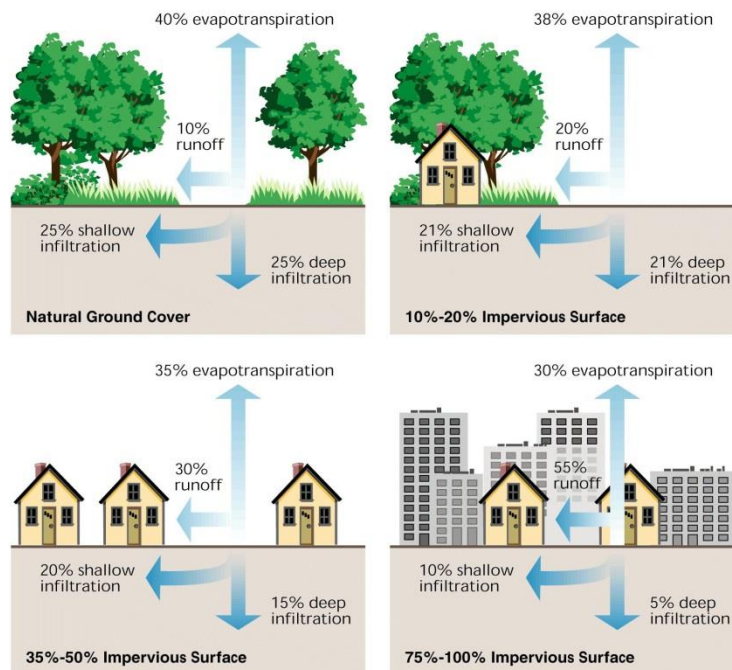 40% evapotranspiration
10%
runoff
25% shallow
infiltration
25% deep
infiltration
Natural Ground Cover
38% evapotranspiration
20%
runoff
21% shallow
infiltration
21% deep
infiltration
10%-20% Impervious Surface
35% evapotranspiration
30%
runoff
20% shallow
infiltration
15% deep
infiltration
35%-50% Impervious Surface
30% evapotranspiration
55%
runoff
10% shallow
infiltration
5% deep
infiltration
75%-100% Impervious Surface